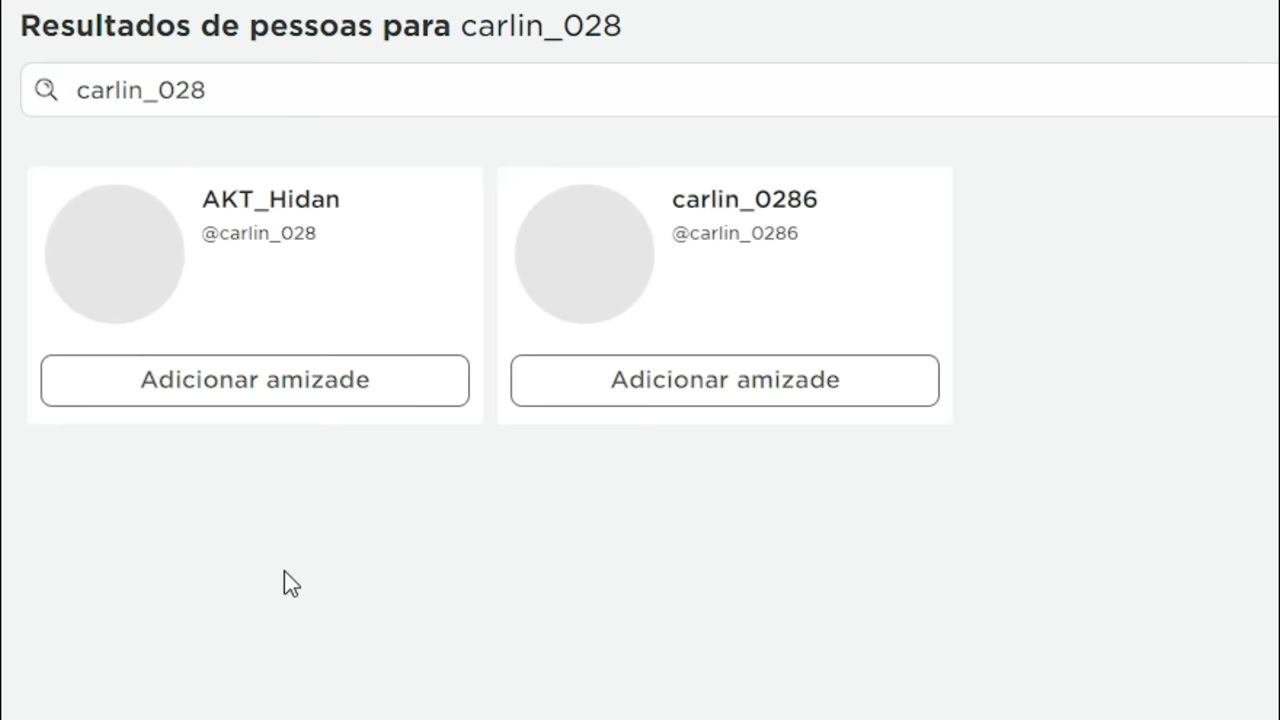 Resultados de pessoas para carlin_028
carlin_028
AKT_Hidan
@carlin_028
Adicionar amizade
carlin_0286
@carlin_0286
Adicionar amizade